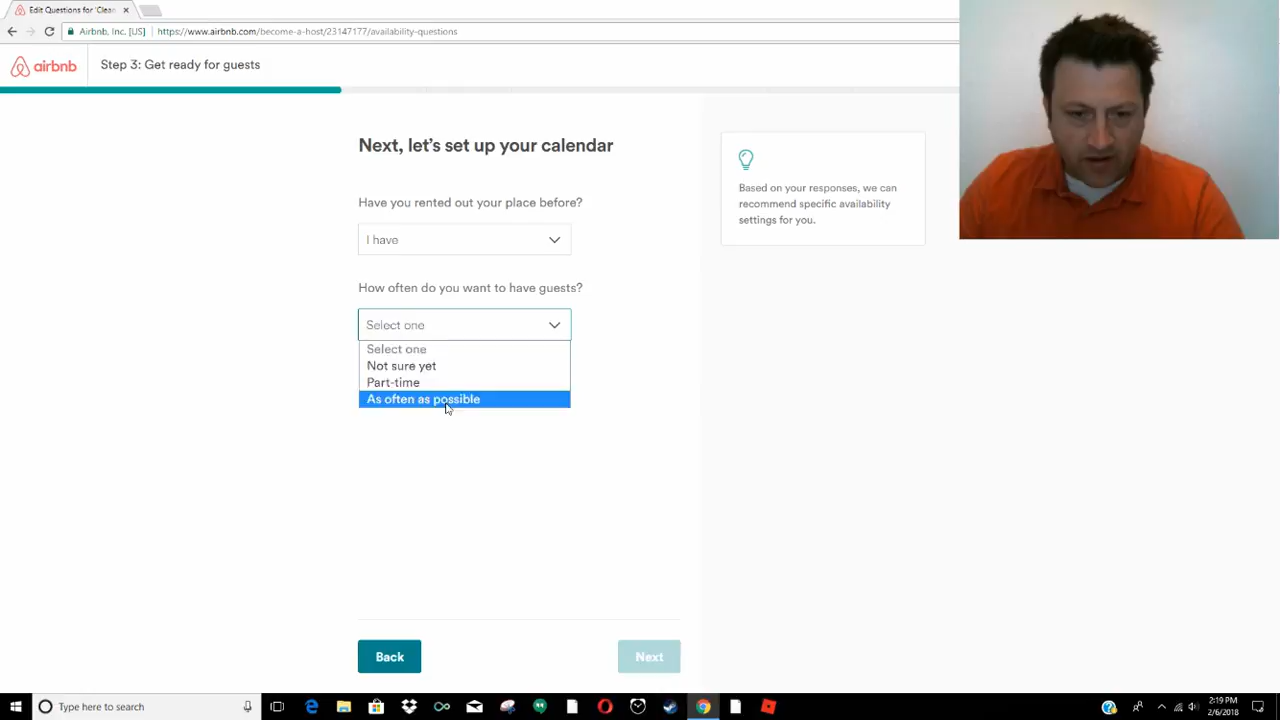 Edit Questions for 'Clea
Airbnb, Inc. [US]
https://www.airbnb.com/become-a-host/23147177/availability-questions
airbnb
Step 3: Get ready for guests
Next, let's set up your calendar
Have you rented out your place before?
I have
How often do you want to have guests?
Select one
Select one
Not sure yet
Part-time
As often as possible
Based on your responses, we can
recommend specific availability
settings for you.
Back
Next
Type here to search
2:19 PM
2/6/2018